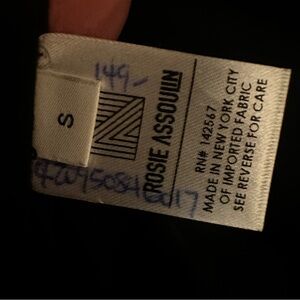 149-
S
ROSIE ASSOULIN
RN# 142567
MADE IN NEW YORK CITY
OF IMPORTED FABRIC
SEE REVERSE FOR CARE